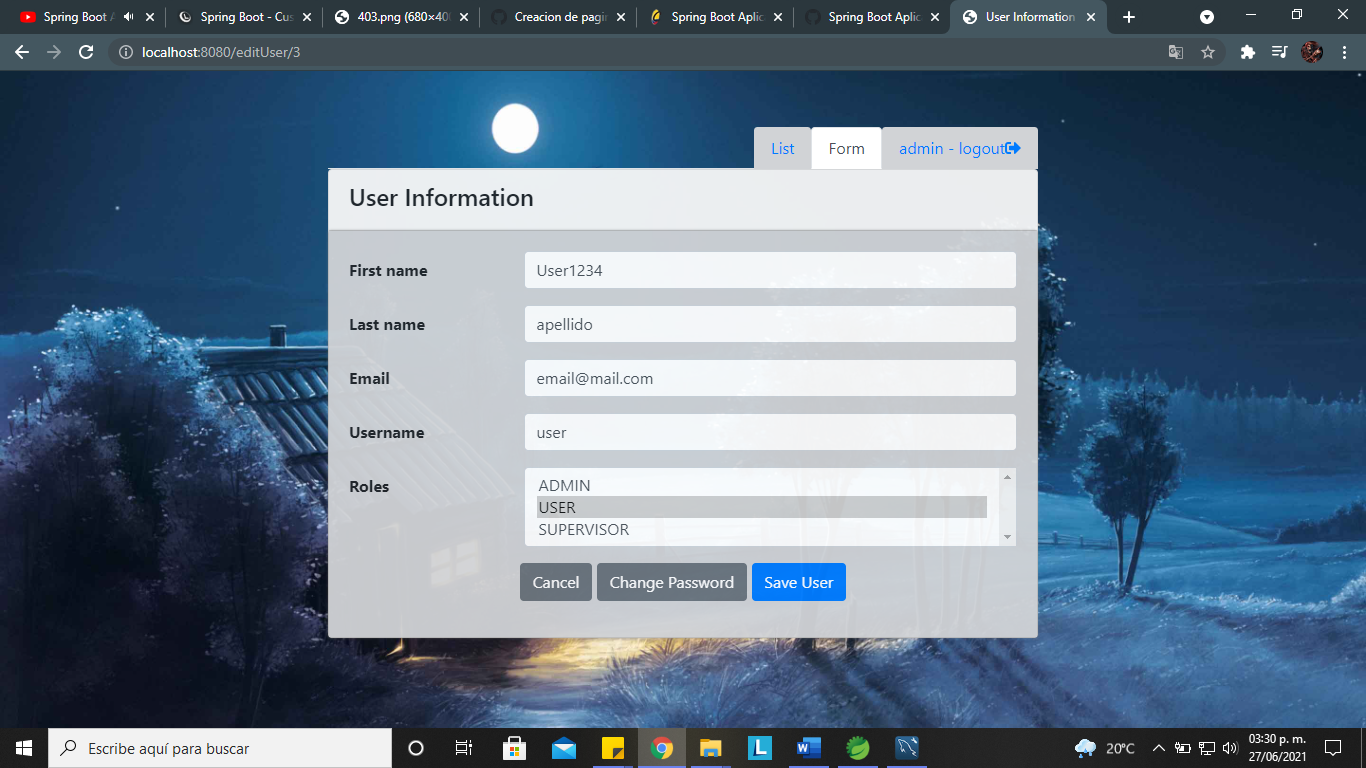 Spring Boot A
Spring Boot - Cus
403.png (680×40
Creacion de pagin
Spring Boot Aplic
Spring Boot Aplic
User Information
localhost:8080/editUser/3
List
Form
admin - logout
User Information
First name
User1234
Last name
apellido
Email
email@mail.com
Username
user
Roles
ADMIN
USER
SUPERVISOR
Cancel
Change Password
Save User
Escribe aquí para buscar
L
W
20°C
03:30 p. m.
27/06/2021